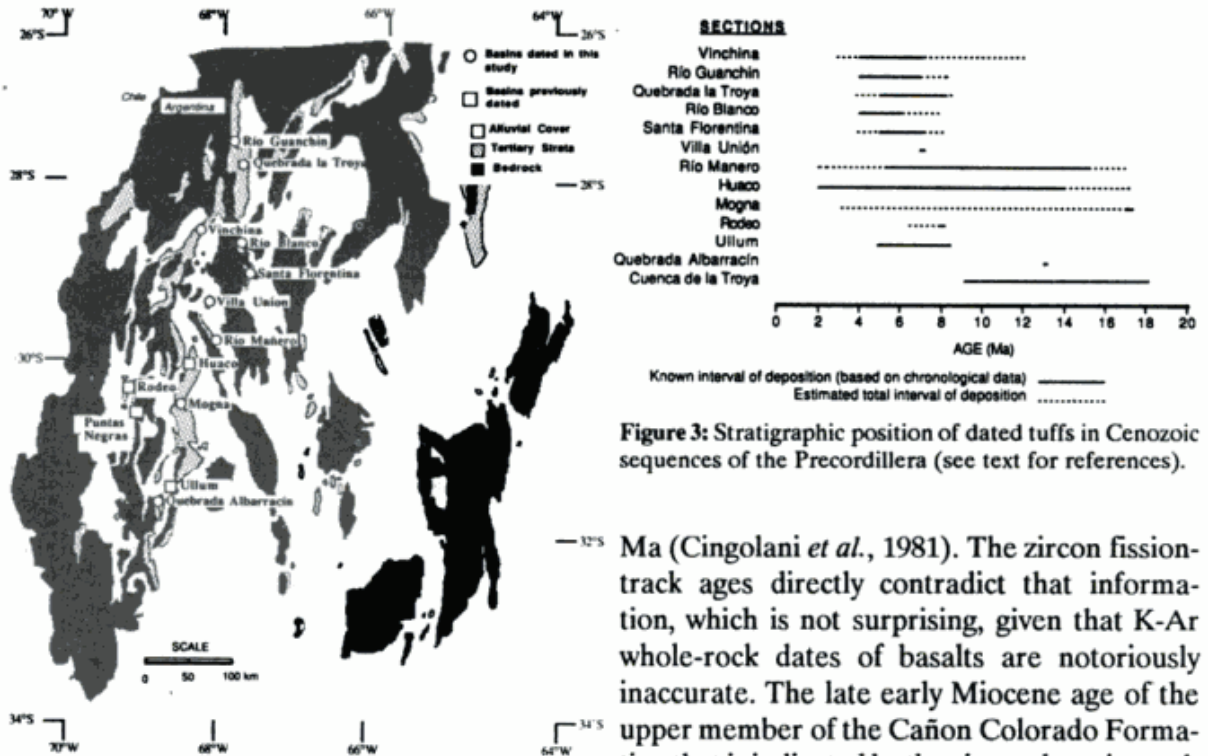 70° W
68°W
66°W
64°W
26°S
26°S
Basins dated in this
study
Basins previously
dated
Alluvial Cover
Tertiary Strata
Bedrock
Chile
Argentina
Río Guanchin
Quebrada la Troya
28°S
28°S
Vinchina
Río Blanco
Santa Florentina
Villa Union
Río Mañero
30°S
Huaco
Rodeo
Mogna
Puntas
Negras
Ullum
Quebrada Albarracín
32°S
SCALE
0 50 100 km
34°S
34°S
70°W
68°W
66°W
64°W
SECTIONS
Vinchina
Río Guanchin
Quebrada la Troya
Río Blanco
Santa Florentina
Villa Unión
Río Manero
Huaco
Mogna
Rodeo
Ullum
Quebrada Albarracín
Cuenca de la Troya
0 2 4 6 8 10 12 14 16 18 20
AGE (Ma)
Known interval of deposition (based on chronological data)
Estimated total interval of deposition
Figure 3: Stratigraphic position of dated tuffs in Cenozoic
sequences of the Precordillera (see text for references).
Ma (Cingolani et al., 1981). The zircon fission-
track ages directly contradict that informa-
tion, which is not surprising, given that K-Ar
whole-rock dates of basalts are notoriously
inaccurate. The late early Miocene age of the
upper member of the Cañon Colorado Forma-